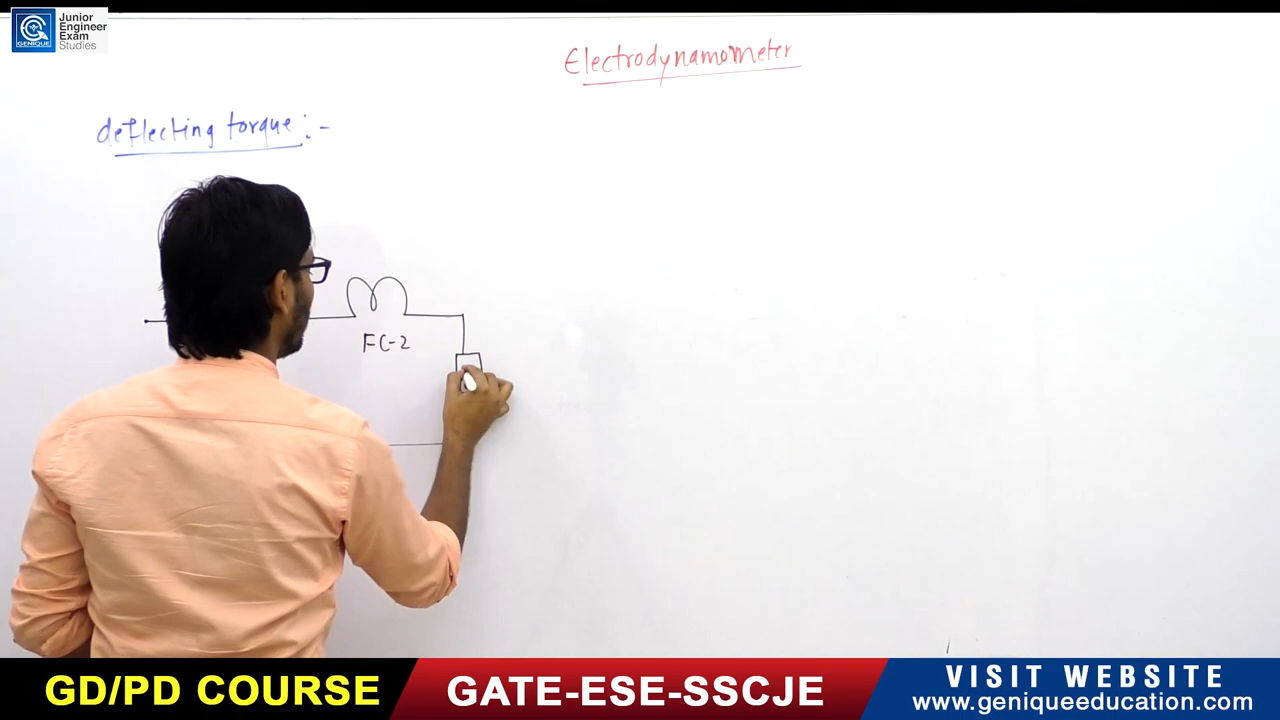 GENIQUE
Junior
Engineer
Exam
Studies
Electrodynamometer
deflecting torque:-
FC-2
GD/PD COURSE
GATE-ESE-SSCJE
VISIT WEBSITE
www.geniqueeducation.com